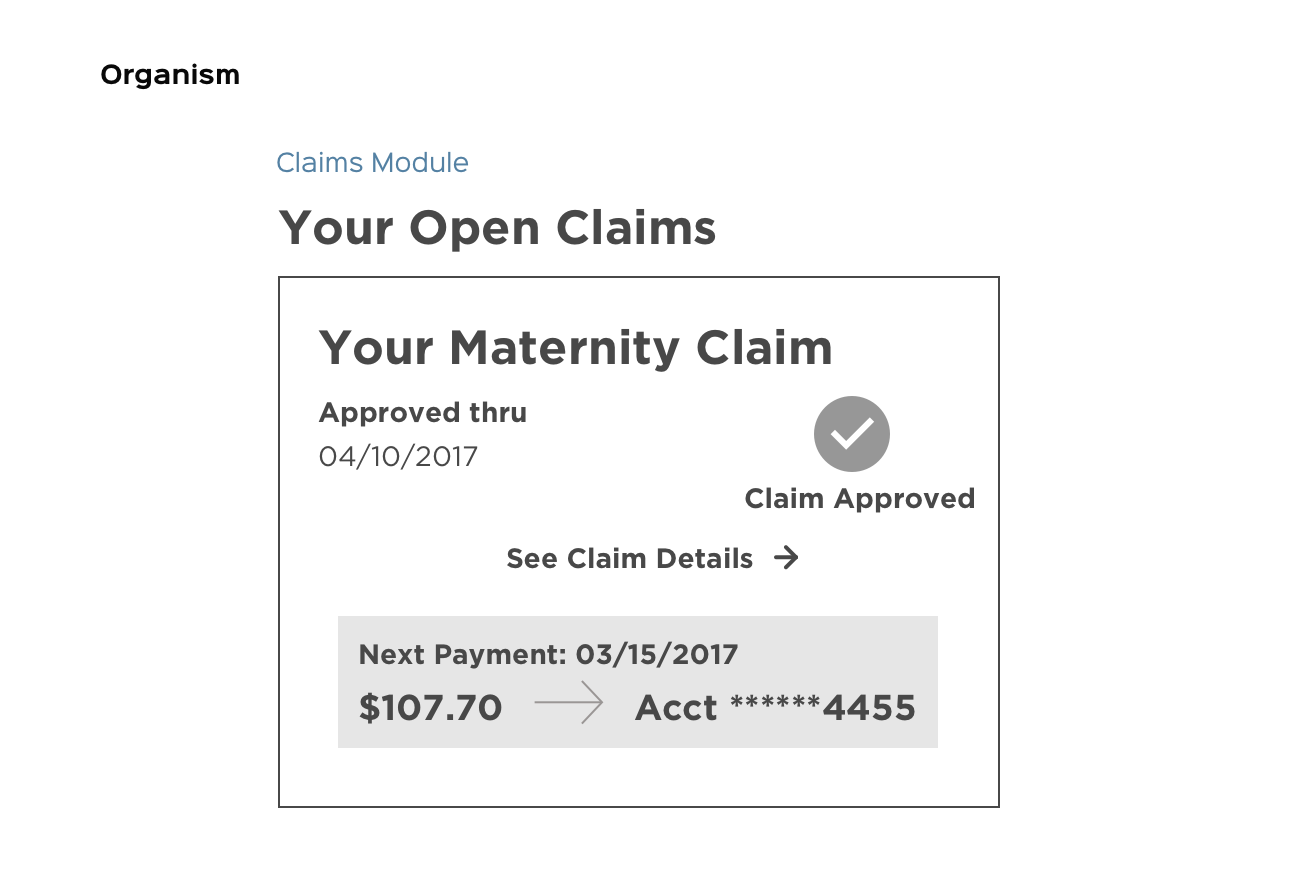 Organism
Claims Module
Your Open Claims
Your Maternity Claim
Approved thru
04/10/2017
Claim Approved
See Claim Details
Next Payment: 03/15/2017
$107.70 Acct ******4455